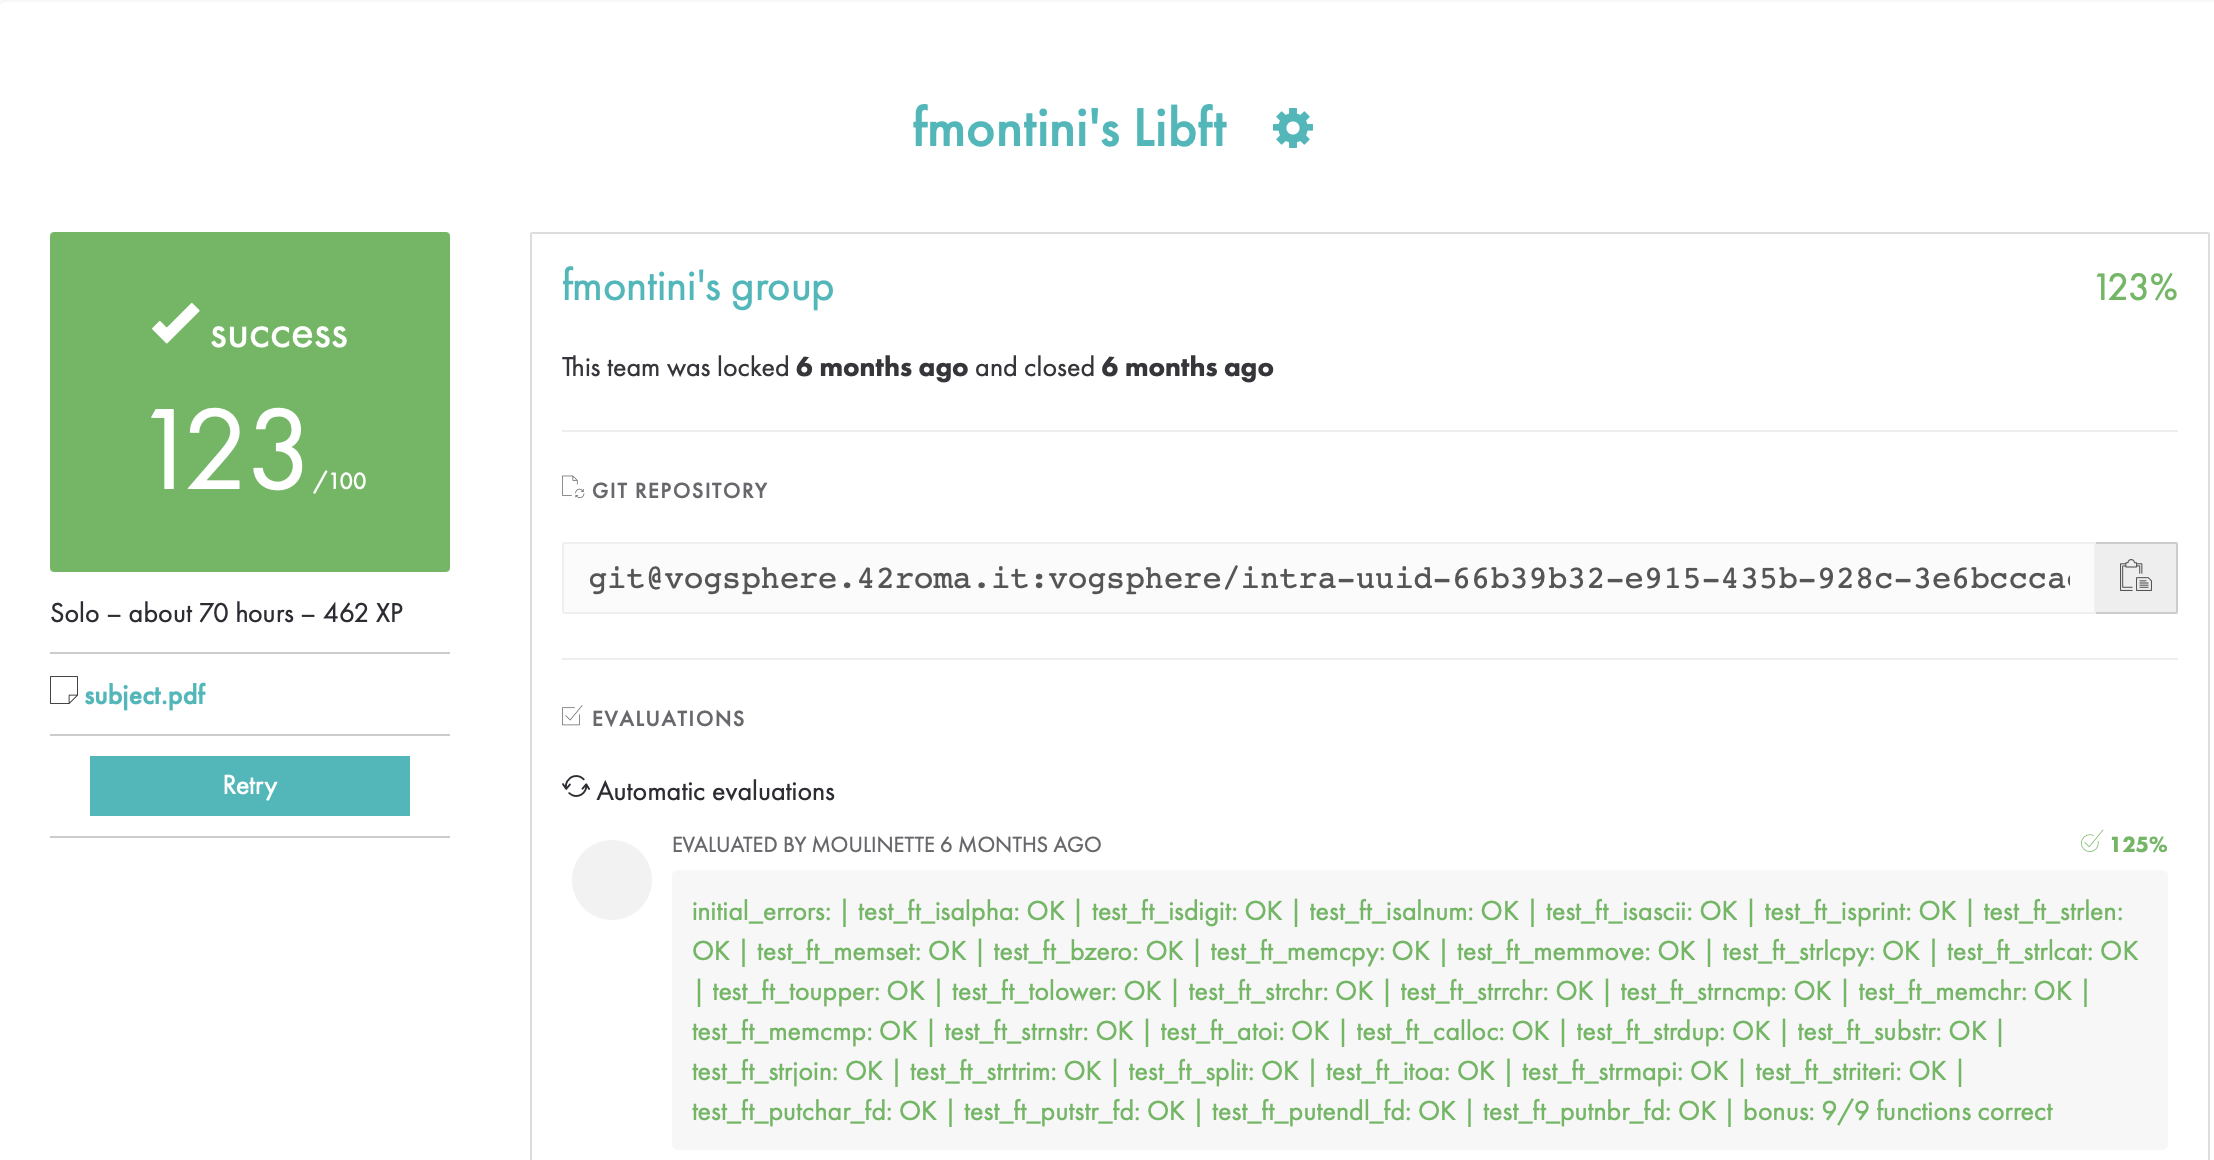 fmontini's Libft
success
123 /100
Solo – about 70 hours – 462 XP
subject.pdf
Retry
fmontini's group
123%
This team was locked 6 months ago and closed 6 months ago
GIT REPOSITORY
git@vogsphere.42roma.it:vogsphere/intra-uuid-66b39b32-e915-435b-928c-3e6bccca
EVALUATIONS
Automatic evaluations
EVALUATED BY MOULINETTE 6 MONTHS AGO
125%
initial_errors: | test_ft_isalpha: OK | test_ft_isdigit: OK | test_ft_isalnum: OK | test_ft_isascii: OK | test_ft_isprint: OK | test_ft_strlen:
OK | test_ft_memset: OK | test_ft_bzero: OK | test_ft_memcpy: OK | test_ft_memmove: OK | test_ft_strlcpy: OK | test_ft_strlcat: OK
| test_ft_toupper: OK | test_ft_tolower: OK | test_ft_strchr: OK | test_ft_strrchr: OK | test_ft_strncmp: OK | test_ft_memchr: OK |
test_ft_memcmp: OK | test_ft_strnstr: OK | test_ft_atoi: OK | test_ft_calloc: OK | test_ft_strdup: OK | test_ft_substr: OK |
test_ft_strjoin: OK | test_ft_strtrim: OK | test_ft_split: OK | test_ft_itoa: OK | test_ft_strmapi: OK | test_ft_striteri: OK |
test_ft_putchar_fd: OK | test_ft_putstr_fd: OK | test_ft_putendl_fd: OK | test_ft_putnbr_fd: OK | bonus: 9/9 functions correct